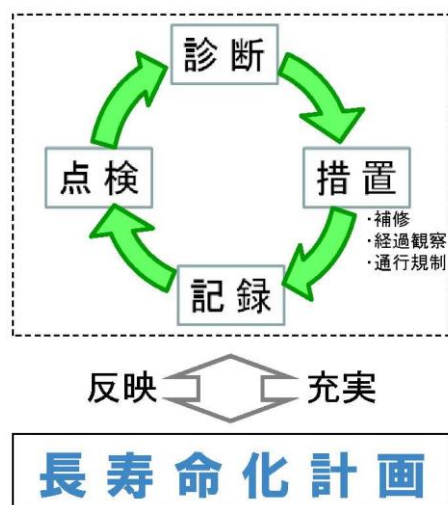 診断
点検
措置
・補修
・経過観察
・通行規制
記録
反映
充実
長寿命化計画